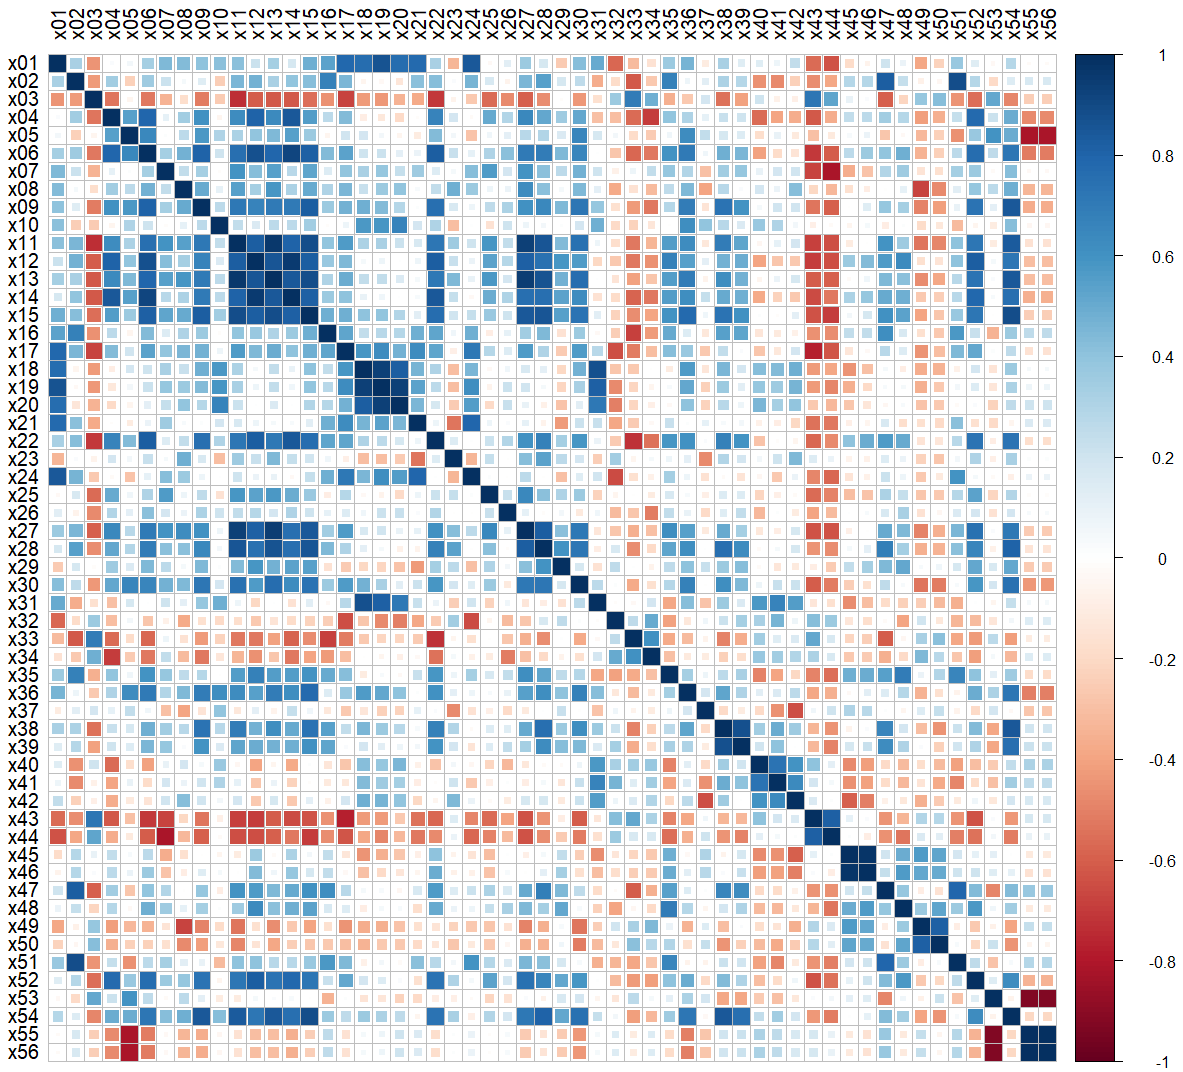 x01 x02 x03 x04 x05 x06 x07 x08 x09 x10 x11 x12 x13 x14 x15 x16 x17 x18 x19 x20 x21 x22 x23 x24 x25 x26 x27 x28 x29 x30 x31 x32 x33 x34 x35 x36 x37 x38 x39 x40 x41 x42 x43 x44 x45 x46 x47 x48 x49 x50 x51 x52 x53 x54 x55 x56
x01
x02
x03
x04
x05
x06
x07
x08
x09
x10
x11
x12
x13
x14
x15
x16
x17
x18
x19
x20
x21
x22
x23
x24
x25
x26
x27
x28
x29
x30
x31
x32
x33
x34
x35
x36
x37
x38
x39
x40
x41
x42
x43
x44
x45
x46
x47
x48
x49
x50
x51
x52
x53
x54
x55
x56
1
0.8
0.6
0.4
0.2
0
-0.2
-0.4
-0.6
-0.8
-1